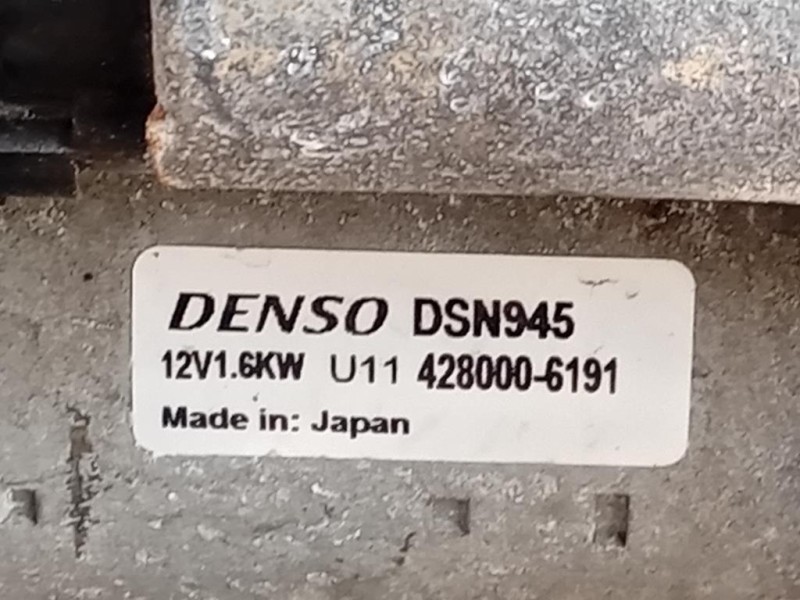 DENSO DSN945
12V1.6KW U11 428000-6191
Made in: Japan